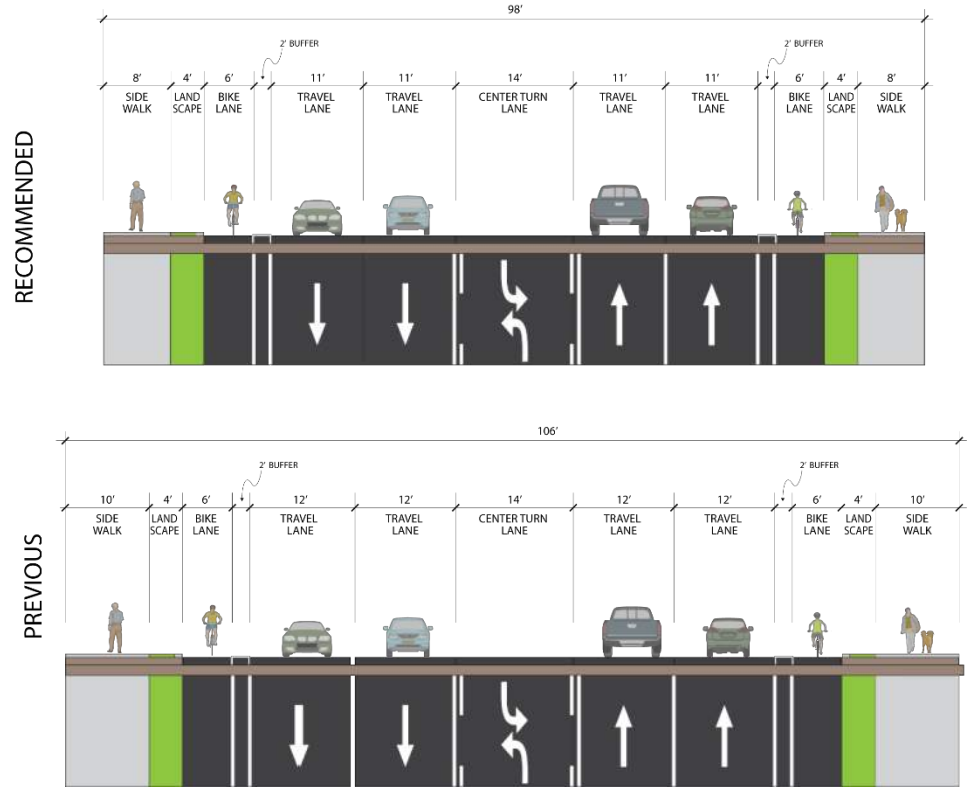 RECOMMENDED
98'
2' BUFFER
2' BUFFER
8'
4'
6'
11'
11'
14'
11'
11'
6'
4'
8'
SIDE
WALK
LAND
SCAPE
BIKE
LANE
TRAVEL
LANE
TRAVEL
LANE
CENTER TURN
LANE
TRAVEL
LANE
TRAVEL
LANE
BIKE
LANE
LAND
SCAPE
SIDE
WALK
PREVIOUS
106'
2' BUFFER
2' BUFFER
10'
4'
6'
12'
12'
14'
12'
12'
6'
4'
10'
SIDE
WALK
LAND
SCAPE
BIKE
LANE
TRAVEL
LANE
TRAVEL
LANE
CENTER TURN
LANE
TRAVEL
LANE
TRAVEL
LANE
BIKE
LANE
LAND
SCAPE
SIDE
WALK